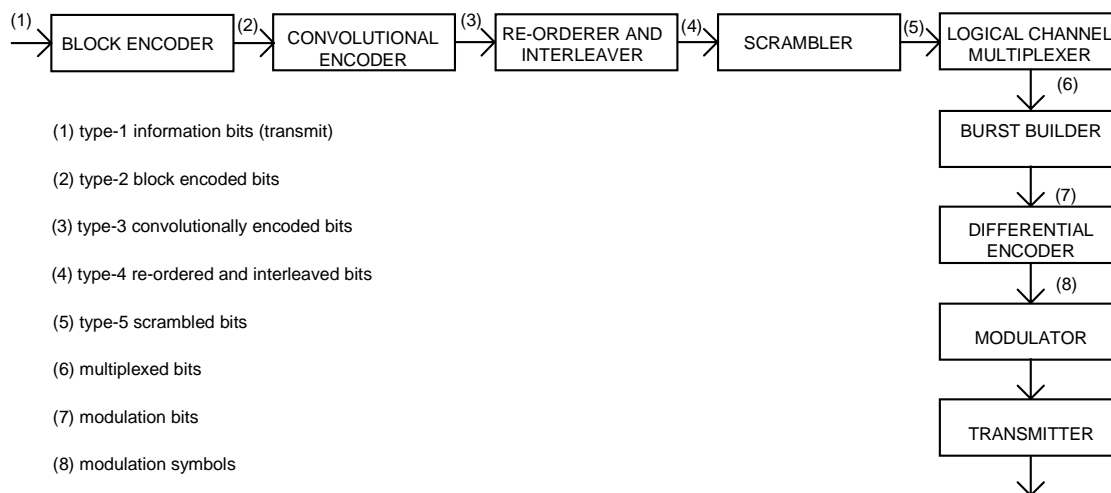 (1)
BLOCK ENCODER
(2)
CONVOLUTIONAL
ENCODER
(3)
RE-ORDERER AND
INTERLEAVER
(4)
SCRAMBLER
(5)
LOGICAL CHANNEL
MULTIPLEXER
(6)
BURST BUILDER
(7)
DIFFERENTIAL
ENCODER
(8)
MODULATOR
TRANSMITTER
(1) type-1 information bits (transmit)
(2) type-2 block encoded bits
(3) type-3 convolutionally encoded bits
(4) type-4 re-ordered and interleaved bits
(5) type-5 scrambled bits
(6) multiplexed bits
(7) modulation bits
(8) modulation symbols